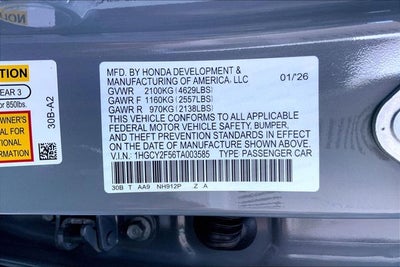 MFD. BY HONDA DEVELOPMENT &
MANUFACTURING OF AMERICA, LLC 01/26
GVWR 2100KG (4629LBS)
GAWR F 1160KG (2557LBS)
GAWR R 970KG (2138LBS)
THIS VEHICLE CONFORMS TO ALL APPLICABLE
FEDERAL MOTOR VEHICLE SAFETY, BUMPER,
AND THEFT PREVENTION STANDARDS IN EFFECT
ON THE DATE OF MANUFACTURE SHOWN ABOVE.
V.I.N. : 1HGCY2F56TA003585 TYPE: PASSENGER CAR
30B T AA9 NH912P Z A
EAR 3
or 850lbs.
30B-A2
WNER'S
AL FOR